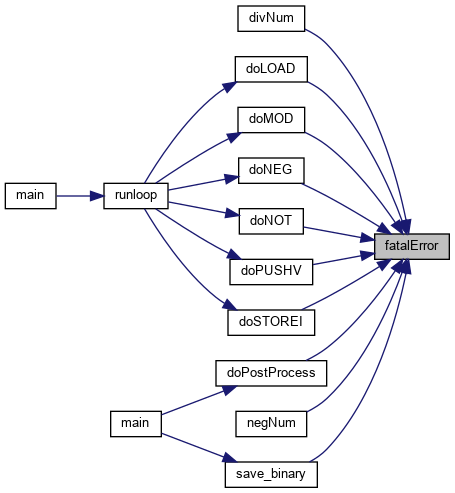 divNum
doLOAD
doMOD
doNEG
main
runloop
doNOT
fatalError
doPUSHV
doSTOREI
doPostProcess
main
negNum
save_binary